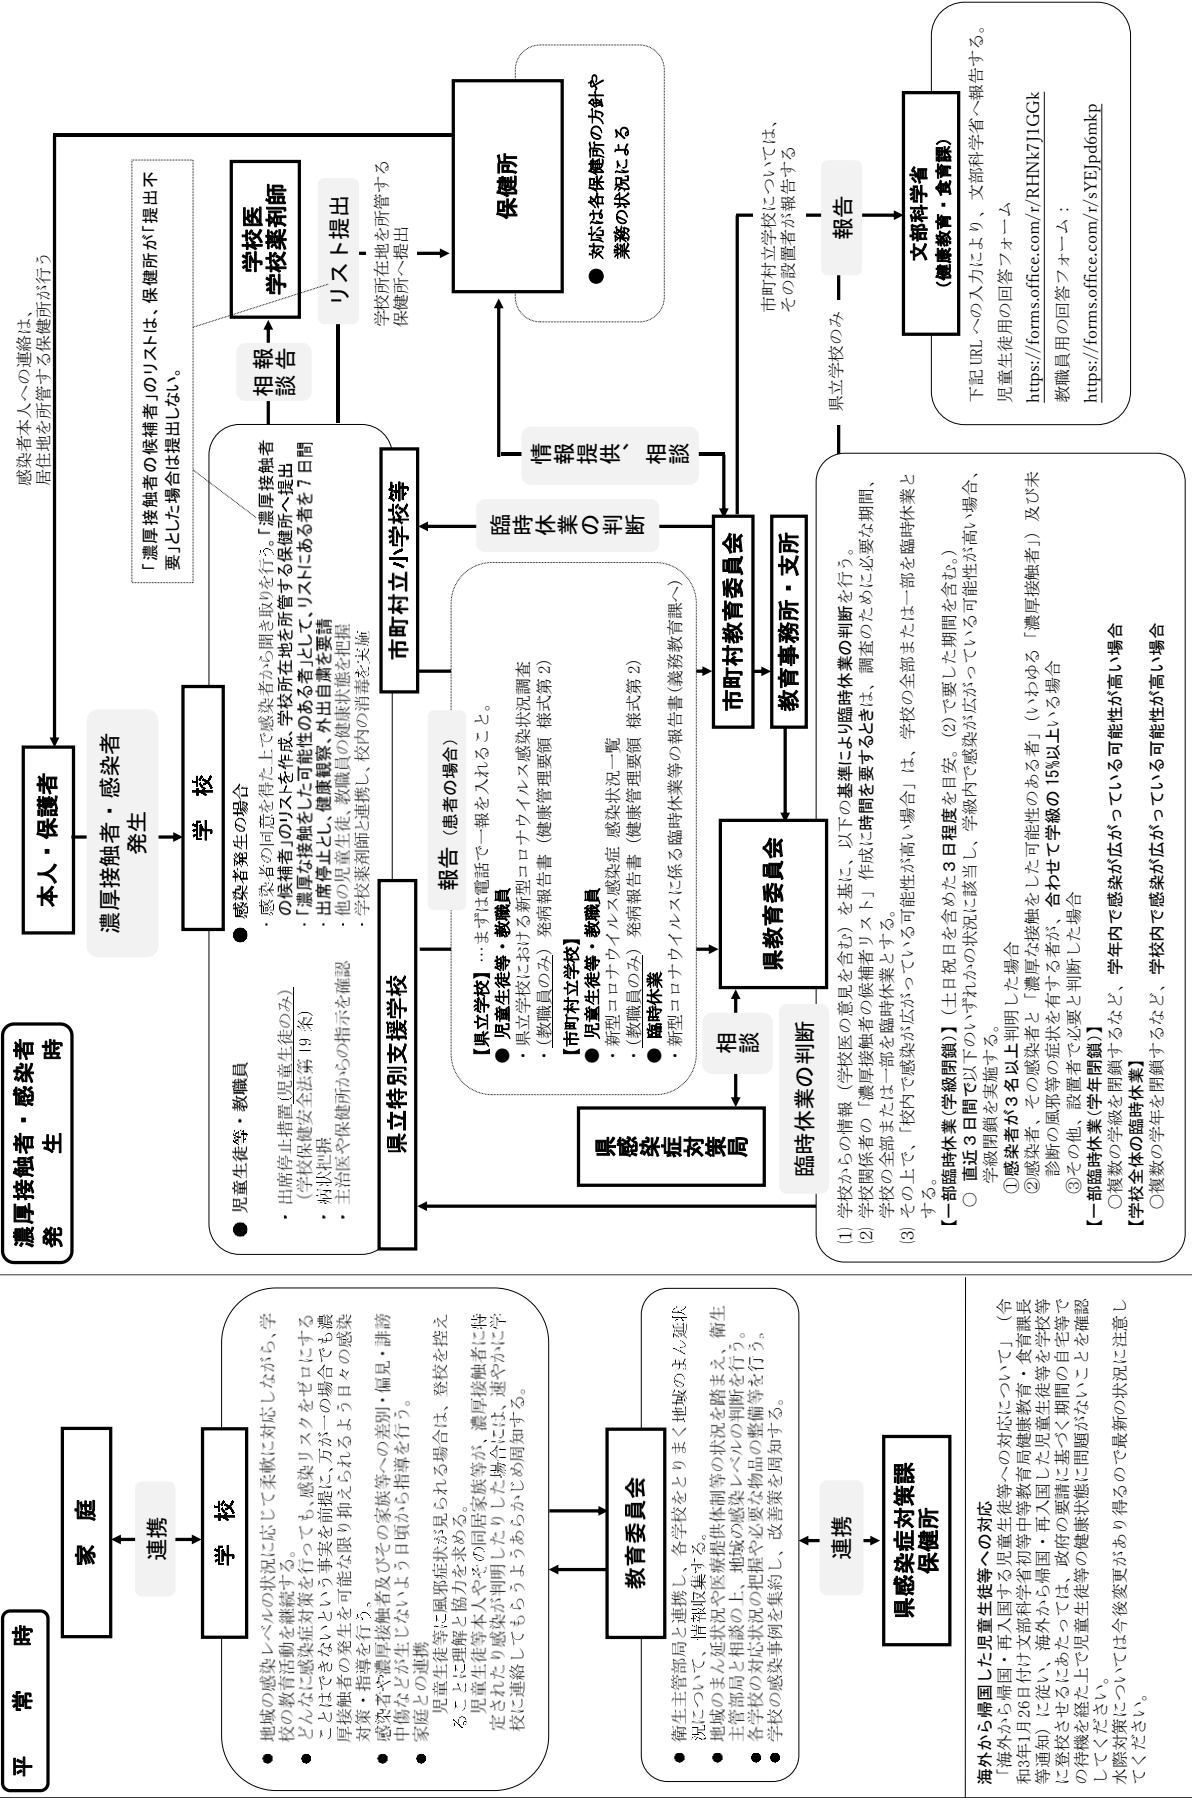 平常時
家庭
連携
学校
● 地域の感染レベルの状況に応じて柔軟に対応しながら、学
校の教育活動を継続する。
● どんなに感染症対策を行っても、感染リスクをゼロにする
ことはできないという事実を前提に、万が一の場合でも濃
厚接触者の発生を可能な限り抑えられるよう日々の感染
対策・指導を行う。
● 感染者や濃厚接触者及びその家族等への差別・偏見・誹謗
中傷などが生じないよう日頃から指導を行う。
● 家庭との連携
児童生徒等に風邪症状が見られる場合は、登校を控え
ることに理解と協力を求める。
児童生徒等本人やその同居家族等が、濃厚接触者に特
定されたり感染が判明したりした場合には、速やかに学
校に連絡してもらうようあらかじめ周知する。
教育委員会
● 衛生主管部局と連携し、各学校をとりまく地域のまん延状
況について、情報収集する。
● 地域のまん延状況や医療提供体制等の状況を踏まえ、衛生
主管部局と相談の上、地域の感染レベルの判断を行う。
● 各学校の対応状況の把握や必要な物品の整備等を行う。
● 学校の感染事例を集約し、改善策を周知する。
連携
県感染症対策課
保健所
海外から帰国した児童生徒等への対応
「海外から帰国・再入国する児童生徒等への対応について」（令
和3年1月26日付け文部科学省初等中等教育局健康教育・食育課長
等通知）に従い、海外から帰国・再入国した児童生徒等を学校等
に登校させるにあたっては、政府の要請に基づく期間の自宅等で
の待機を経た上で児童生徒等の健康状態に問題がないことを確認
してください。
水際対策については今後変更があり得るので最新の状況に注意し
てください。
濃厚接触者・感染者
発生時
本人・保護者
濃厚接触者・感染者
発生
感染者本人への連絡は、
居住地を所管する保健所が行う
学校
● 児童生徒等・教職員
・ 出席停止措置(児童生徒のみ)
（学校保健安全法第19条）
・ 病状把握
・ 主治医や保健所からの指示を確認
● 感染者発生の場合
・ 感染者の同意を得た上で感染者から聞き取りを行う。「濃厚接触者
の候補者」のリストを作成、学校所在地を所管する保健所へ提出
・ 「濃厚な接触をした可能性のある者」として、リストにある者を7日間
出席停止とし、健康観察、外出自粛を要請
・ 他の児童生徒、教職員の健康状態を把握
・ 学校薬剤師と連携し、校内の消毒を実施
「濃厚接触者の候補者」のリストは、保健所が「提出不
要」とした場合は提出しない。
相談
報告
学校医
学校薬剤師
リスト提出
学校所在地を所管する
保健所へ提出
保健所
● 対応は各保健所の方針や
業務の状況による
県立特別支援学校
市町村立小学校等
報告（患者の場合）
【県立学校】…まずは電話で一報を入れること。
● 児童生徒等・教職員
・県立学校における新型コロナウイルス感染状況調査
・（教職員のみ）発病報告書（健康管理要領 様式第2）
【市町村立学校】
● 児童生徒等・教職員
・新型コロナウイルス感染症 感染状況一覧
・（教職員のみ）発病報告書（健康管理要領 様式第2）
● 臨時休業
・新型コロナウイルスに係る臨時休業等の報告書(義務教育課へ)
臨時休業の判断
情報提供、相談
市町村教育委員会
教育事務所・支所
県教育委員会
相談
県感染症対策局
臨時休業の判断
市町村立学校については、
その設置者が報告する
県立学校のみ
報告
文部科学省
(健康教育・食育課)
下記 URL への入力により、文部科学省へ報告する。
児童生徒用の回答フォーム
https://forms.office.com/r/RHNk7J1GGk
教職員用の回答フォーム：
https://forms.office.com/r/sYEJpd6mkp
(1) 学校からの情報（学校医の意見を含む）を基に、以下の基準により臨時休業の判断を行う。
(2) 学校関係者の「濃厚接触者の候補者リスト」作成に時間を要するときは、調査のために必要な期間、
学校の全部または一部を臨時休業とする。
(3) その上で、「校内で感染が広がっている可能性が高い場合」は、学校の全部または一部を臨時休業と
する。
【一部臨時休業(学級閉鎖)】（土日祝日を含めた3日程度を目安。(2)で要した期間を含む。）
○ 直近3日間で以下のいずれかの状況に該当し、学級内で感染が広がっている可能性が高い場合、
学級閉鎖を実施する。
①感染者が3名以上判明した場合
②感染者、その感染者と「濃厚な接触をした可能性のある者」（いわゆる「濃厚接触者」）及び未
診断の風邪等の症状を有する者が、合わせて学級の15%以上いる場合
③その他、設置者で必要と判断した場合
【一部臨時休業(学年閉鎖)】
○複数の学級を閉鎖するなど、学年内で感染が広がっている可能性が高い場合
【学校全体の臨時休業】
○複数の学年を閉鎖するなど、学校内で感染が広がっている可能性が高い場合